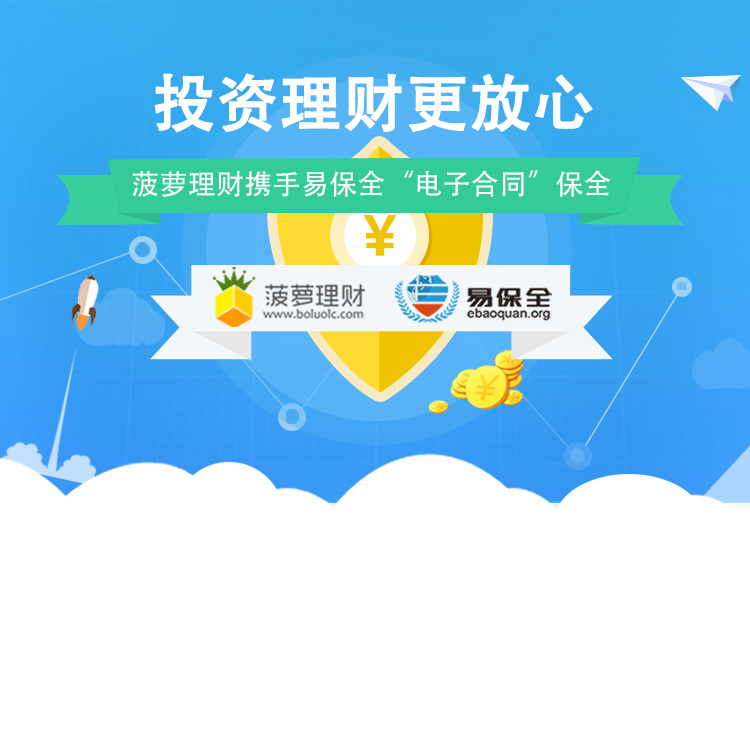 投资理财更放心
菠萝理财携手易保全“电子合同”保全
¥
菠萝理财
www.boluolc.com
易保全
ebaoquan.org
¥